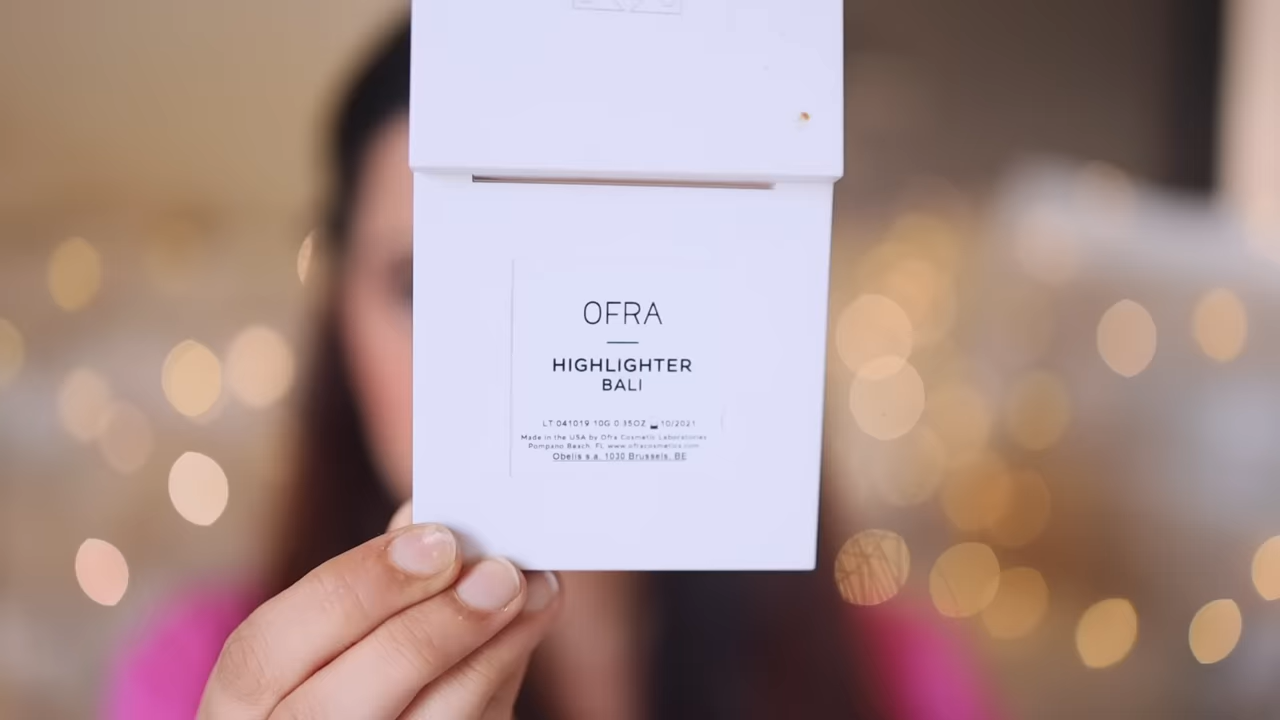 OFRA
HIGHLIGHTER
BALI
LT:041019 10G 0.35OZ 10/2021
Made in the USA by Ofra Cosmetic Laboratories
Pompano Beach, FL www.ofracosmetics.com
Obelis s.a. 1030 Brussels, BE